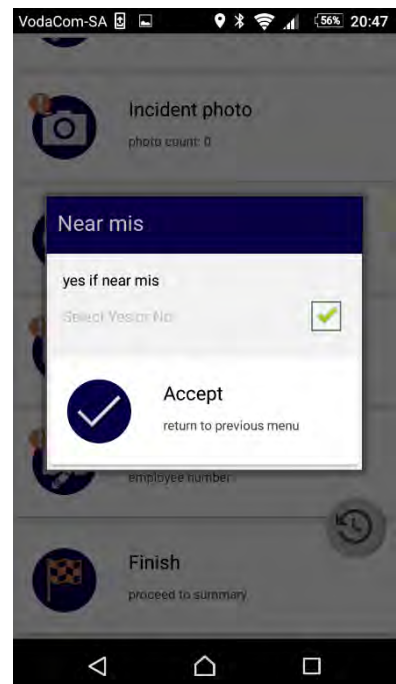 VodaCom-SA 56% 20:47
Incident photo
photo count: 0
Near mis
yes if near mis
Select Yes or No
Accept
return to previous menu
employee number
Finish
proceed to summary